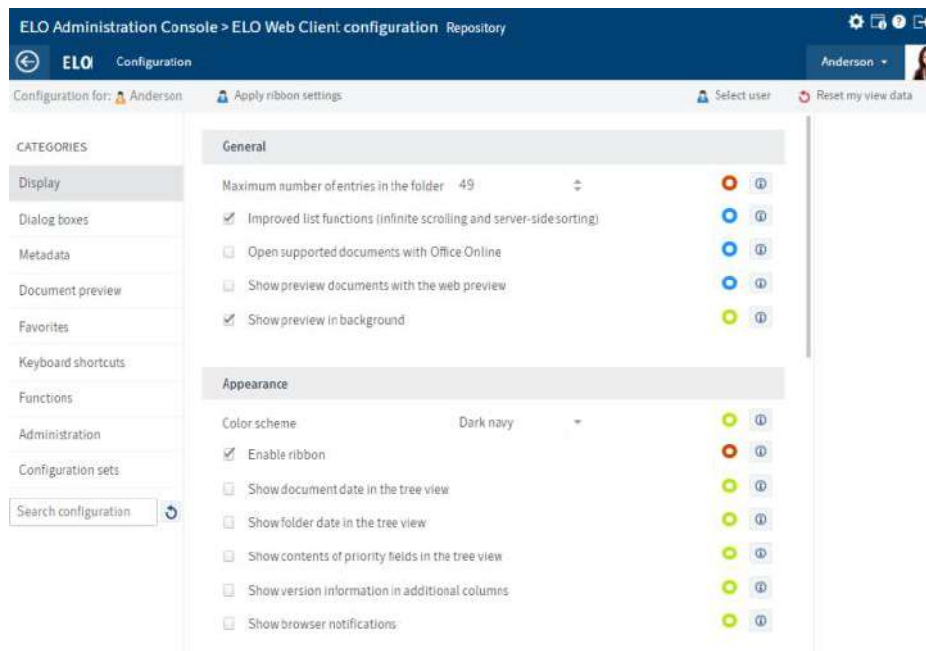 ELO Administration Console > ELO Web Client configuration Repository
ELO Configuration Anderson
Configuration for: Anderson Apply ribbon settings Select user Reset my view data
CATEGORIES
Display
Dialog boxes
Metadata
Document preview
Favorites
Keyboard shortcuts
Functions
Administration
Configuration sets
Search configuration
General
Maximum number of entries in the folder 49
Improved list functions (infinite scrolling and server-side sorting)
Open supported documents with Office Online
Show preview documents with the web preview
Show preview in background
Appearance
Color scheme Dark navy
Enable ribbon
Show document date in the tree view
Show folder date in the tree view
Show contents of priority fields in the tree view
Show version information in additional columns
Show browser notifications